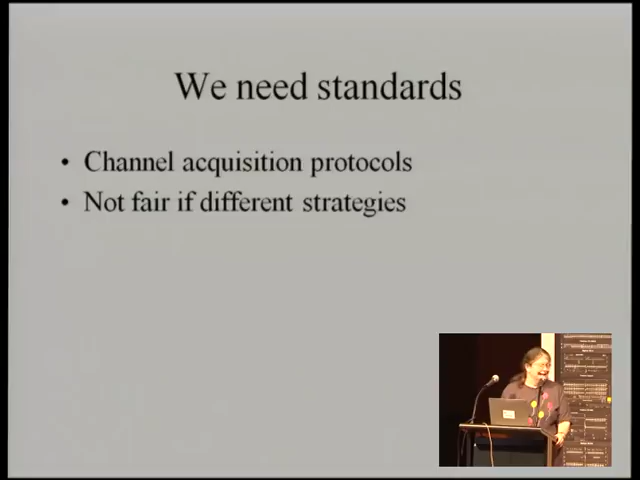 We need standards
• Channel acquisition protocols
• Not fair if different strategies